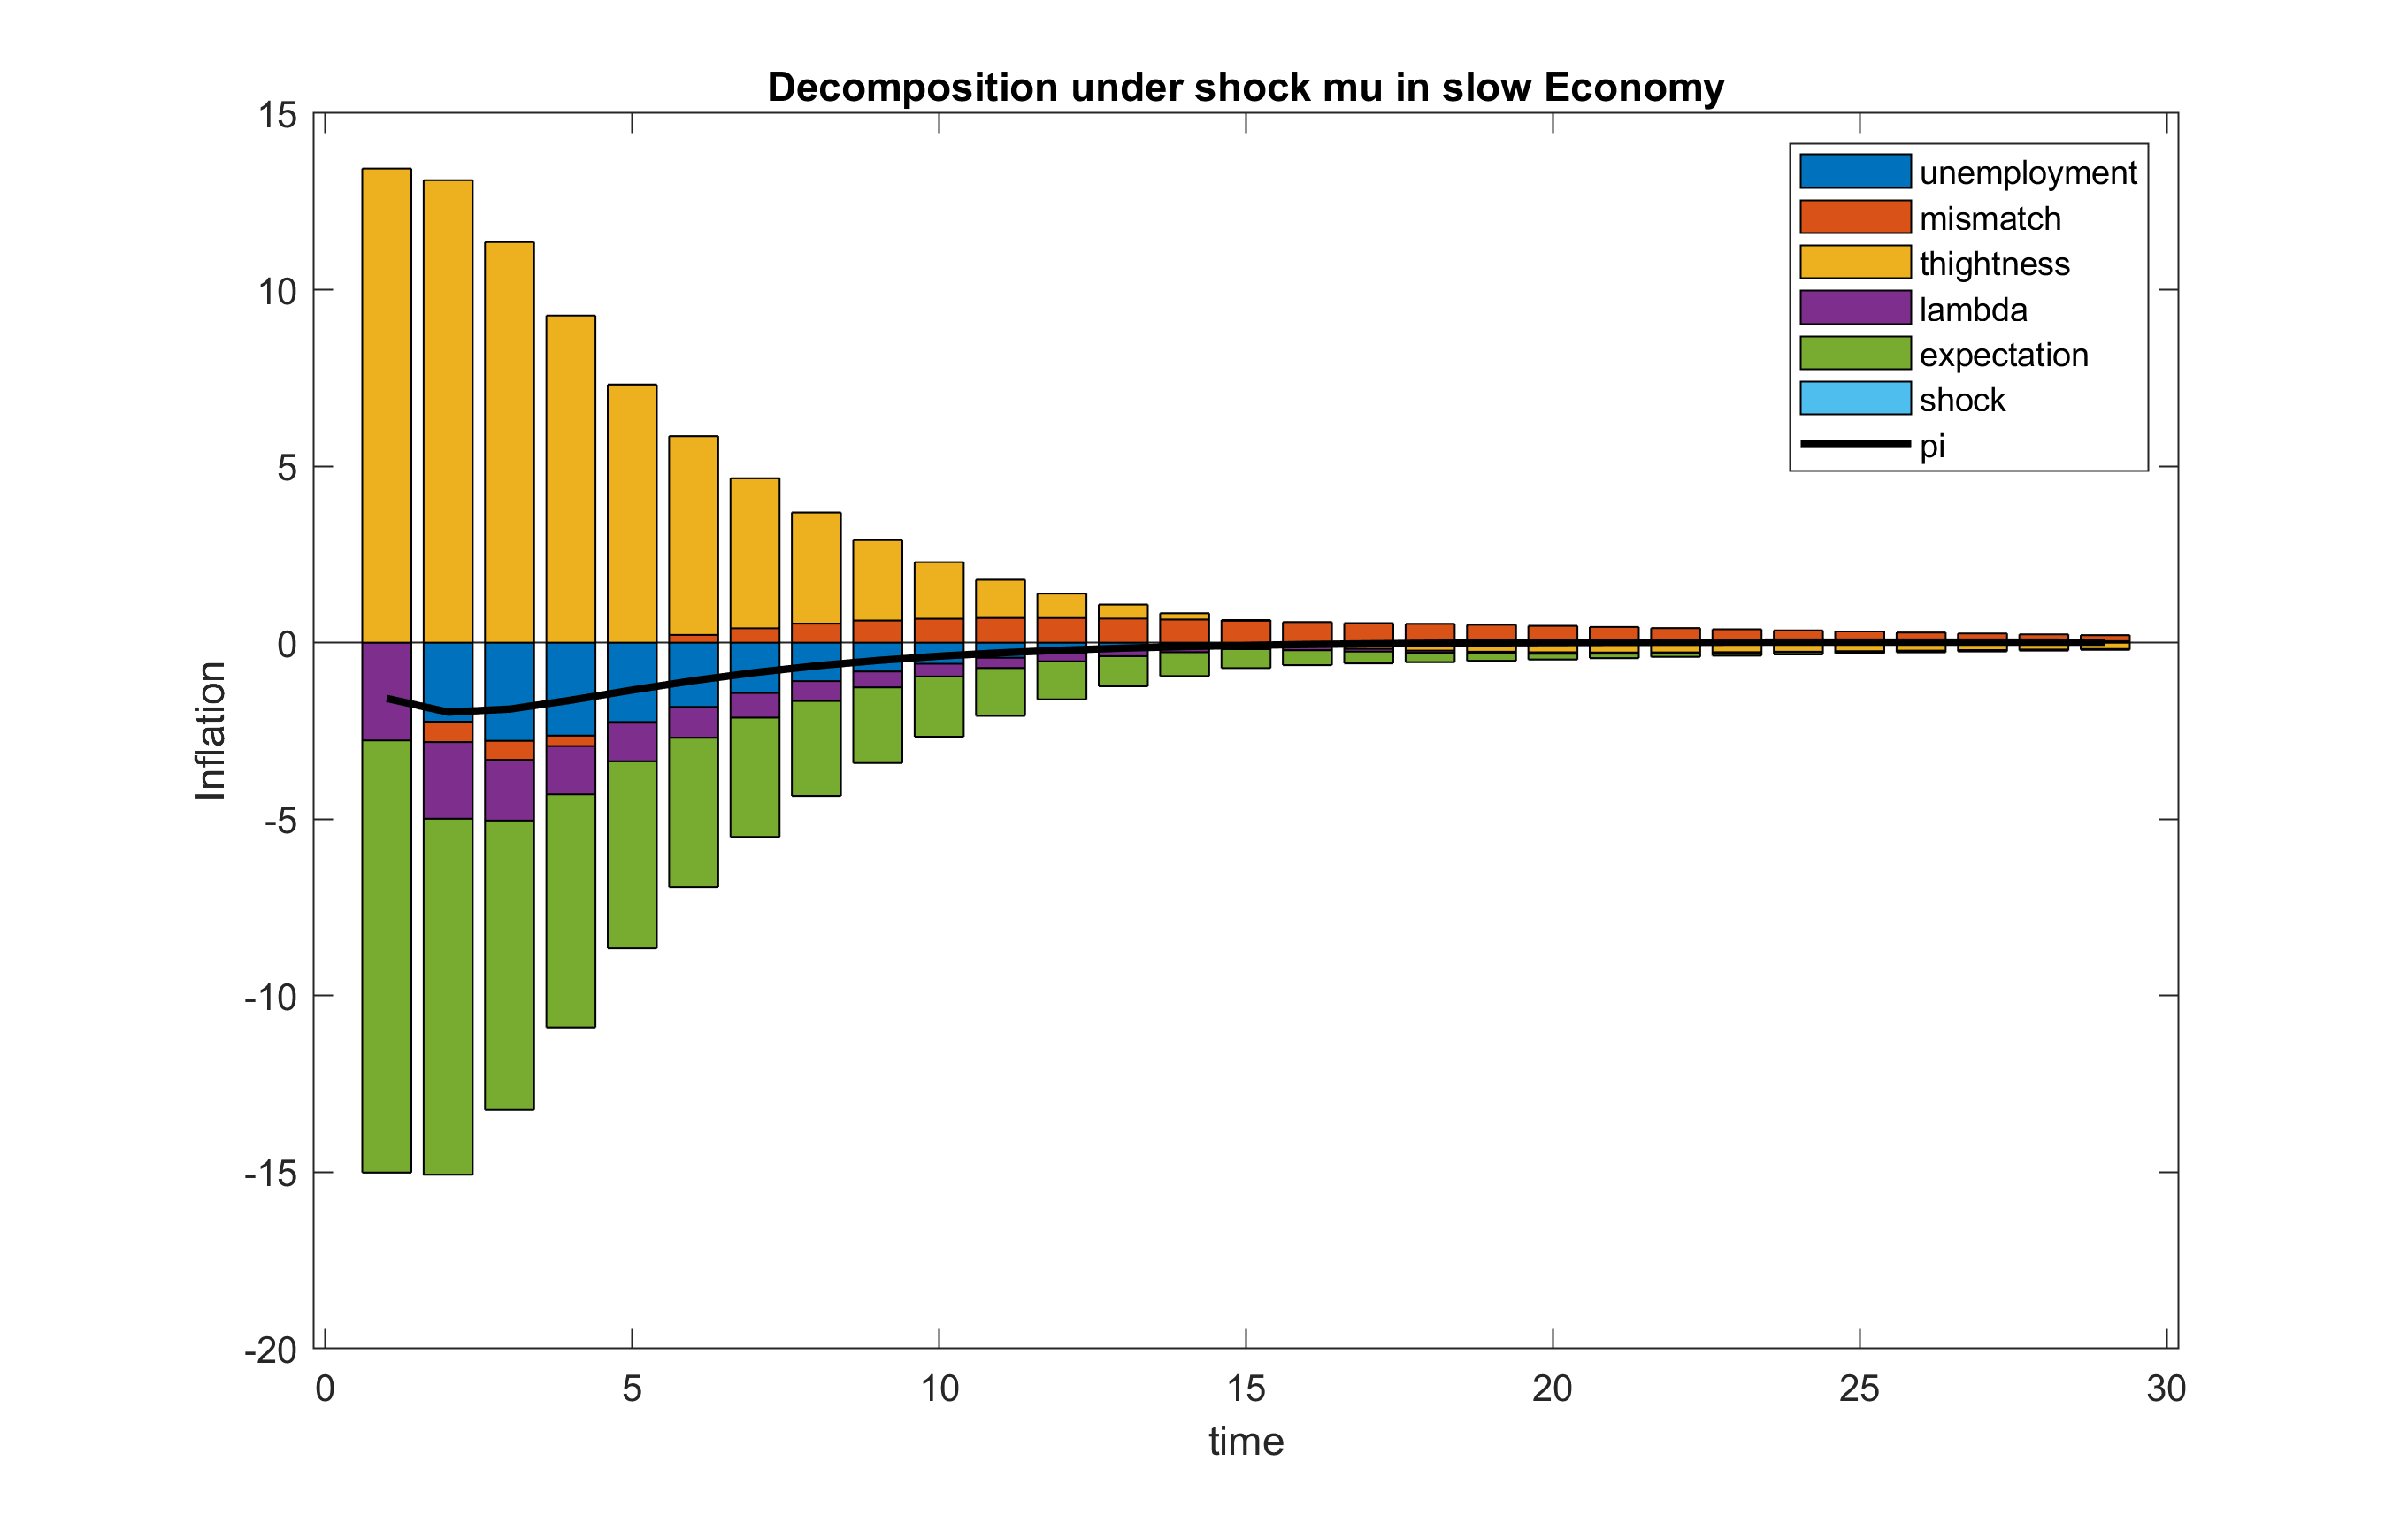 Decomposition under shock mu in slow Economy
15
10
5
0
-5
-10
-15
-20
Inflation
unemployment
mismatch
thightness
lambda
expectation
shock
pi
0 5 10 15 20 25 30
time